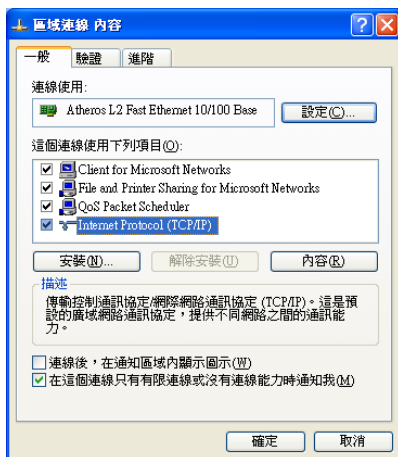 區域連線 內容
一般 驗證 進階
連線使用:
Atheros L2 Fast Ethernet 10/100 Base
設定(C)...
這個連線使用下列項目(O):
Client for Microsoft Networks
File and Printer Sharing for Microsoft Networks
QoS Packet Scheduler
Internet Protocol (TCP/IP)
安裝(N)... 解除安裝(U) 內容(R)
描述
傳輸控制通訊協定/網際網路通訊協定 (TCP/IP)。這是預
設的廣域網路通訊協定，提供不同網路之間的通訊能
力。
連線後，在通知區域內顯示圖示(W)
在這個連線只有有限連線或沒有連線能力時通知我(M)
確定 取消